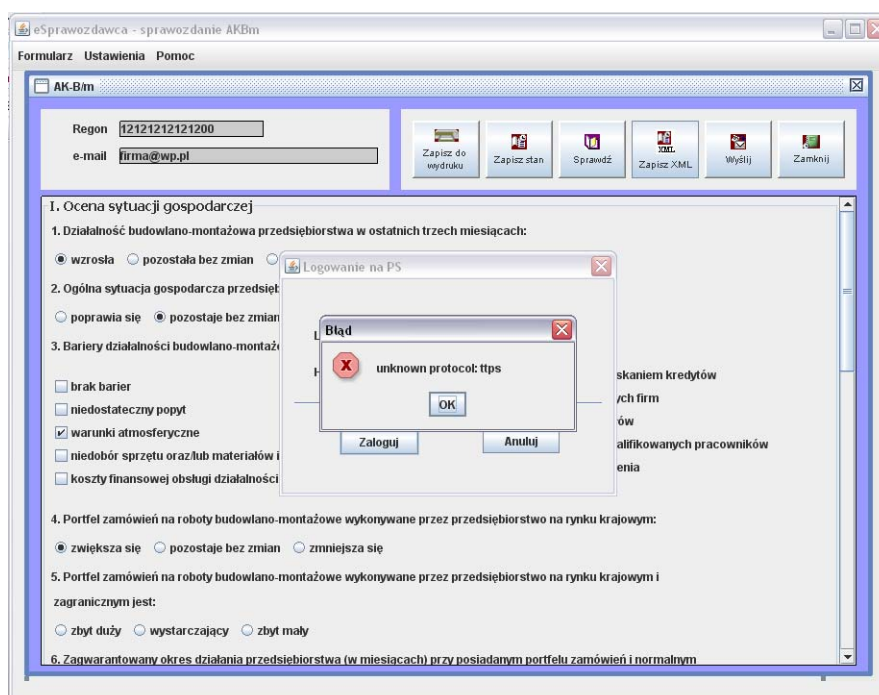 eSprawozdawca - sprawozdanie AKBm
Formularz Ustawienia Pomoc
AK-B/m
Regon 12121212121200
e-mail firma@wp.pl
Zapisz do wydruku
Zapisz stan
Sprawdź
XML
Zapisz XML
Wyślij
Zamknij
I. Ocena sytuacji gospodarczej
1. Działalność budowlano-montażowa przedsiębiorstwa w ostatnich trzech miesiącach:
wzrosła pozostała bez zmian
Logowanie na PS
2. Ogólna sytuacja gospodarcza przedsięb
poprawia się pozostaje bez zmian
Błąd
L
H
unknown protocol: ttps
OK
Zaloguj Anuluj
3. Bariery działalności budowlano-montażo
skaniem kredytów
brak barier
ych firm
niedostateczny popyt
ów
warunki atmosferyczne
alifikowanych pracowników
niedobór sprzętu oraz/lub materiałów i
enia
koszty finansowej obsługi działalności
4. Portfel zamówień na roboty budowlano-montażowe wykonywane przez przedsiębiorstwo na rynku krajowym:
zwiększa się pozostaje bez zmian zmniejsza się
5. Portfel zamówień na roboty budowlano-montażowe wykonywane przez przedsiębiorstwo na rynku krajowym i
zagranicznym jest:
zbyt duży wystarczający zbyt mały
6. Zagwarantowany okres działania przedsiębiorstwa (w miesiącach) przy posiadanym portfelu zamówień i normalnym